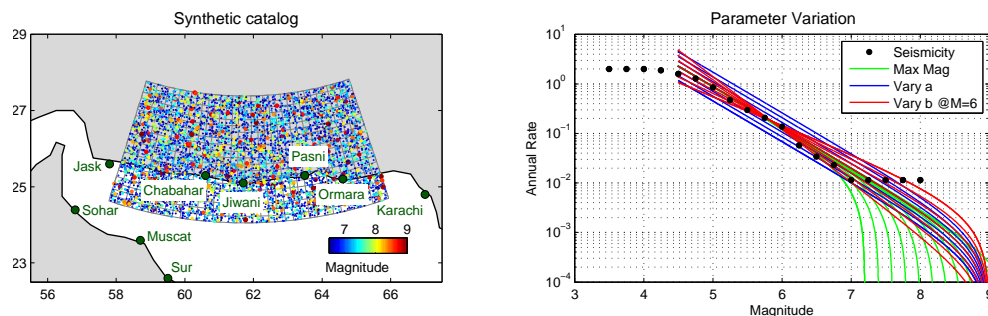 Synthetic catalog
29
27
25
23
56 58 60 62 64 66
Jask
Sohar
Muscat
Sur
Chabahar
Jiwani
Pasni
Ormara
Karachi
6 7 8 9
Magnitude
Parameter Variation
Annual Rate
10^1
10^0
10^-1
10^-2
10^-3
10^-4
3 4 5 6 7 8 9
Magnitude
Seismicity
Max Mag
Vary a
Vary b @M=6